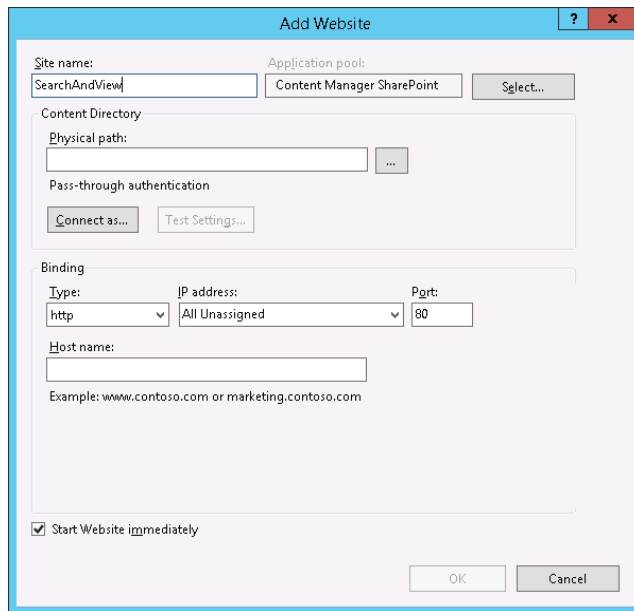 Add Website
?
x
Site name:
Application pool:
SearchAndView
Content Manager SharePoint
Select...
Content Directory
Physical path:
...
Pass-through authentication
Connect as...
Test Settings...
Binding
Type:
IP address:
Port:
http
All Unassigned
80
Host name:
Example: www.contoso.com or marketing.contoso.com
Start Website immediately
OK
Cancel